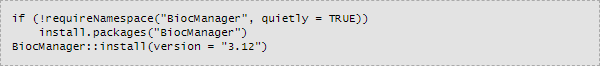 if (!requireNamespace("BiocManager", quietly = TRUE))
    install.packages("BiocManager")
BiocManager::install(version = "3.12")